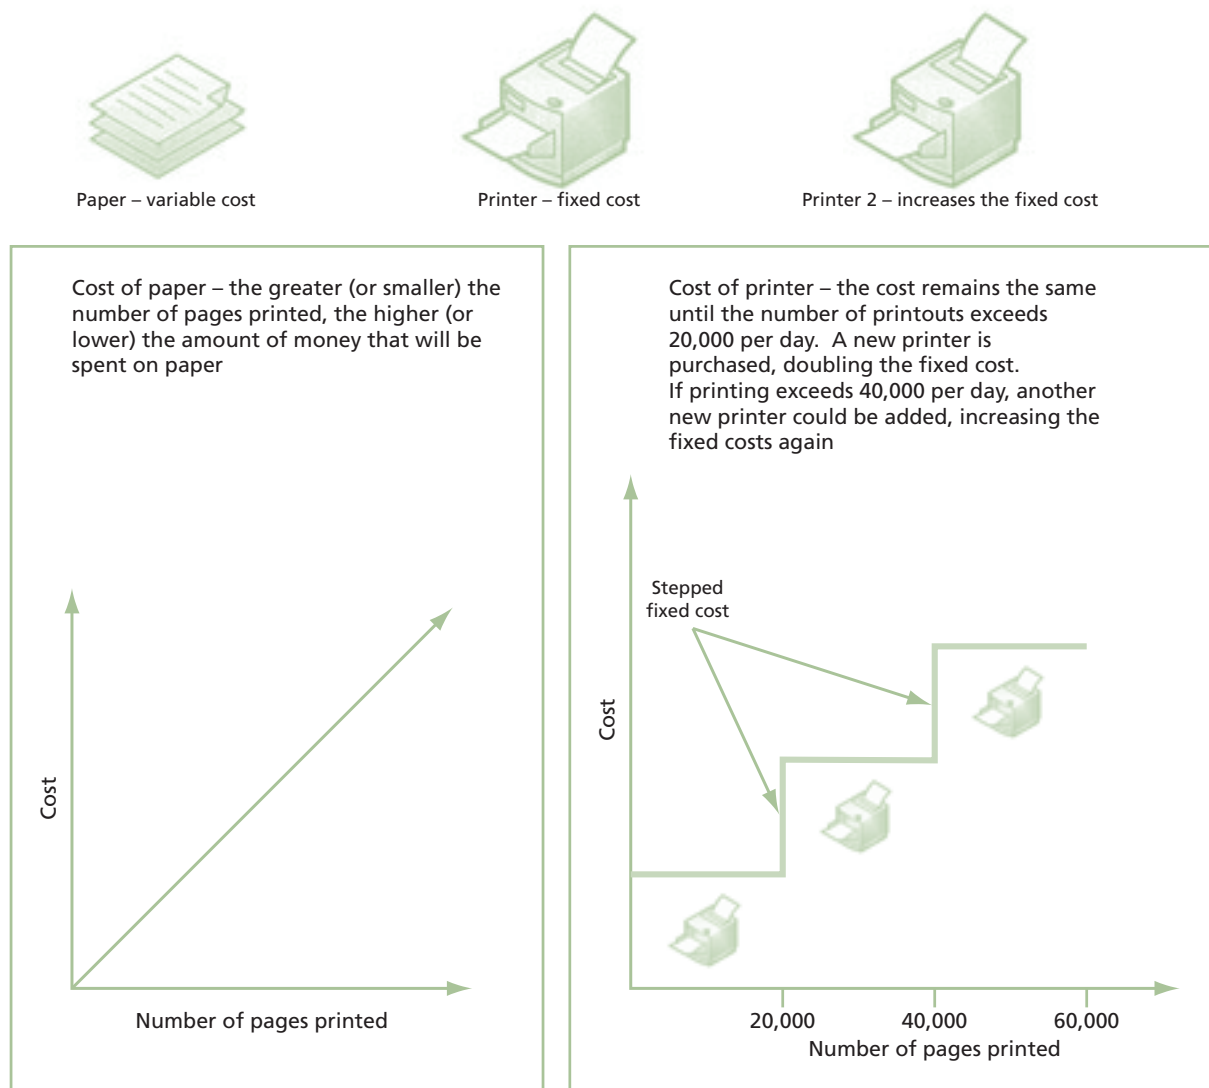 Paper – variable cost
Printer – fixed cost
Printer 2 – increases the fixed cost
Cost of paper – the greater (or smaller) the
number of pages printed, the higher (or
lower) the amount of money that will be
spent on paper
Cost
Number of pages printed
Cost of printer – the cost remains the same
until the number of printouts exceeds
20,000 per day.  A new printer is
purchased, doubling the fixed cost.
If printing exceeds 40,000 per day, another
new printer could be added, increasing the
fixed costs again
Stepped
fixed cost
Cost
20,000
40,000
60,000
Number of pages printed